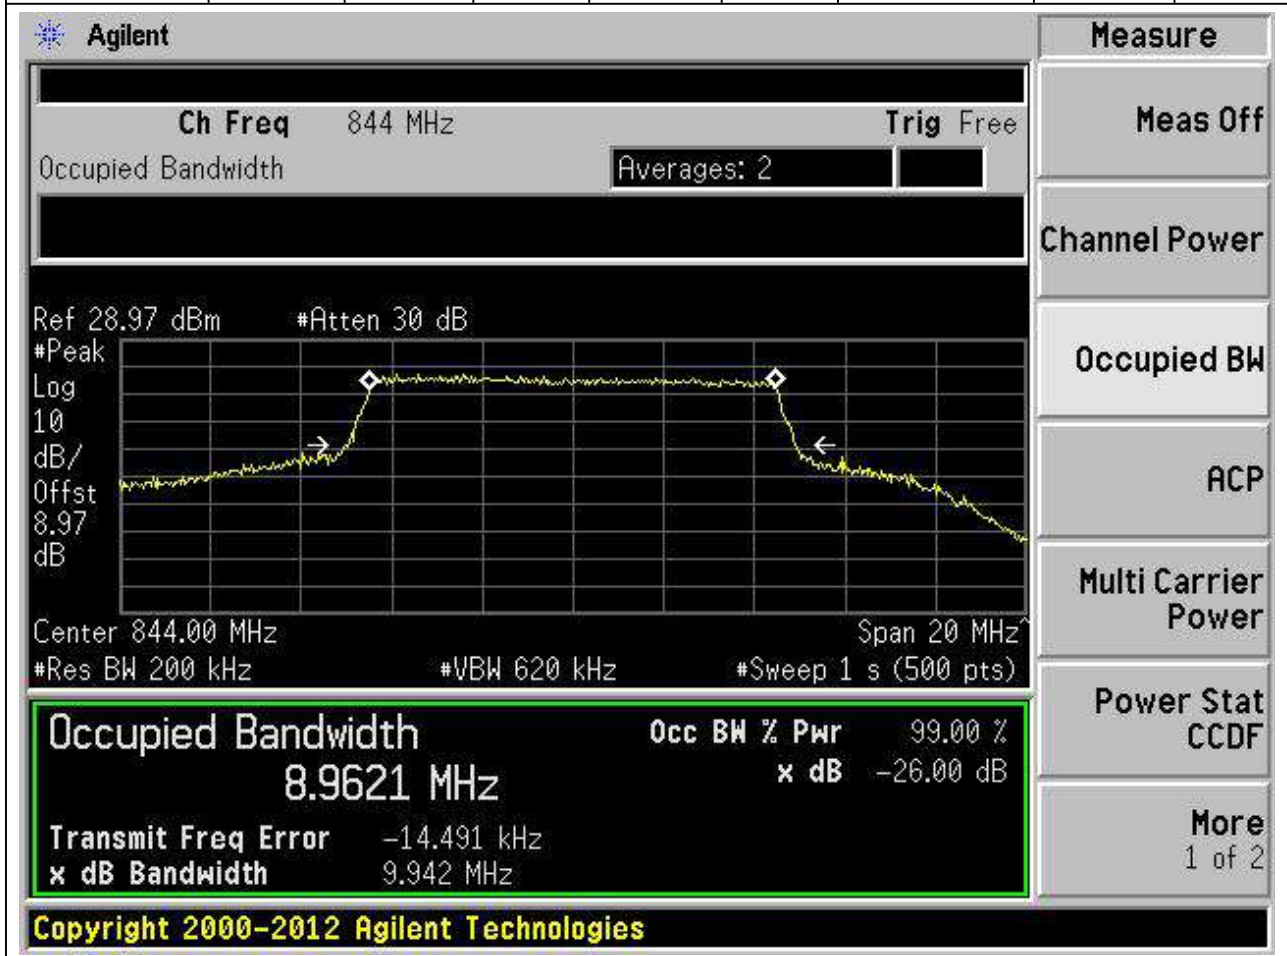 Agilent
Measure
Ch Freq 844 MHz Trig Free
Occupied Bandwidth Averages: 2
Meas Off
Channel Power
Occupied BW
ACP
Multi Carrier
Power
Power Stat
CCDF
More
1 of 2
Ref 28.97 dBm #Atten 30 dB
#Peak
Log
10
dB/
Offst
8.97
dB
Center 844.00 MHz Span 20 MHz^
#Res BW 200 kHz #VBW 620 kHz #Sweep 1 s (500 pts)
Occupied Bandwidth Occ BW % Pwr 99.00 %
8.9621 MHz x dB -26.00 dB
Transmit Freq Error -14.491 kHz
x dB Bandwidth 9.942 MHz
Copyright 2000-2012 Agilent Technologies